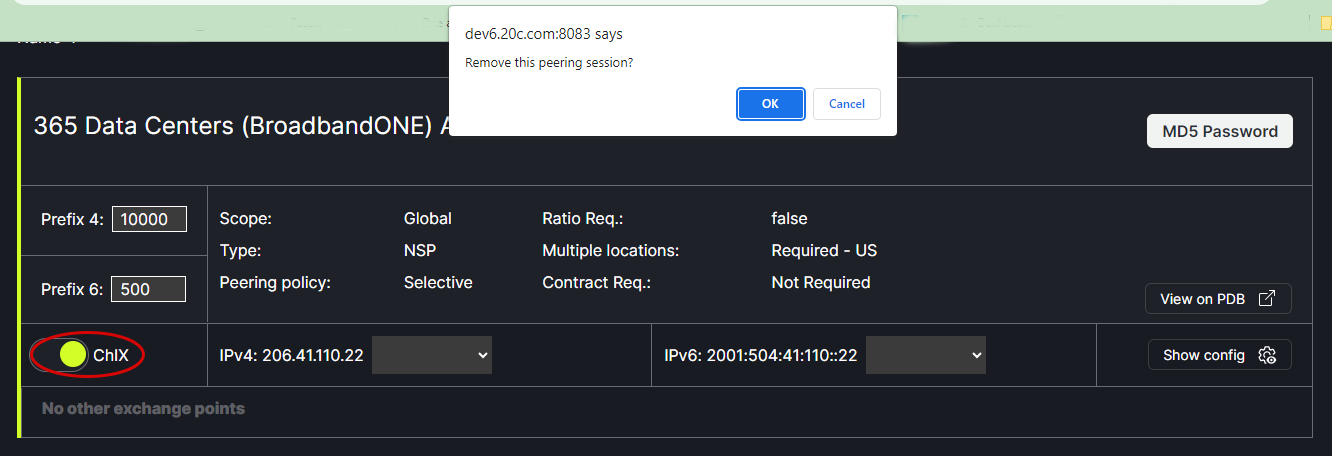 dev6.20c.com:8083 says
Remove this peering session?
OK
Cancel
365 Data Centers (BroadbandONE)
MD5 Password
Prefix 4: 10000
Scope: Global Ratio Req.: false
Type: NSP Multiple locations: Required - US
Prefix 6: 500
Peering policy: Selective Contract Req.: Not Required
View on PDB
ChIX
IPv4: 206.41.110.22
IPv6: 2001:504:41:110::22
Show config
No other exchange points